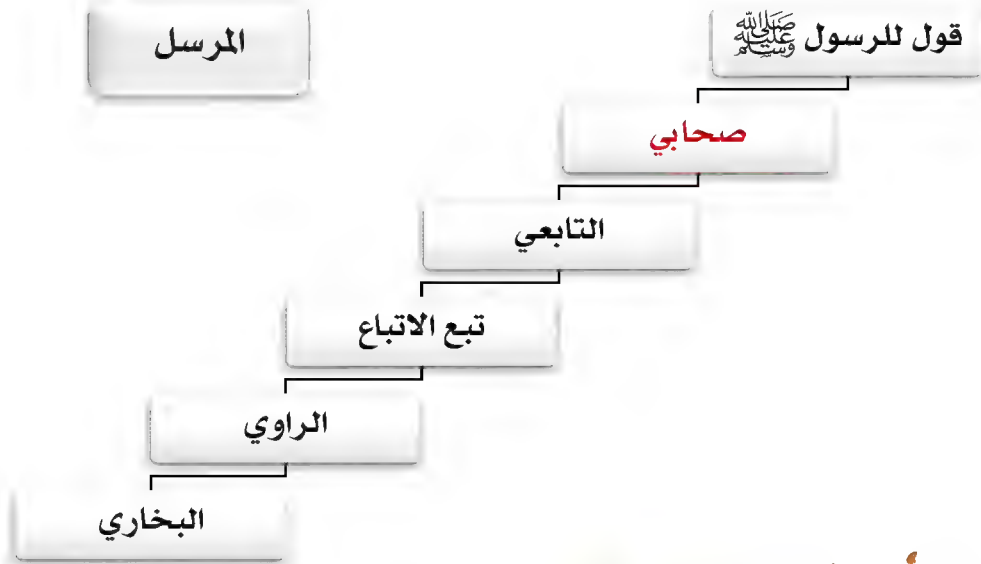 قول للرسول ﷺ
المرسل
صحابي
التابعي
تبع الاتباع
الراوي
البخاري